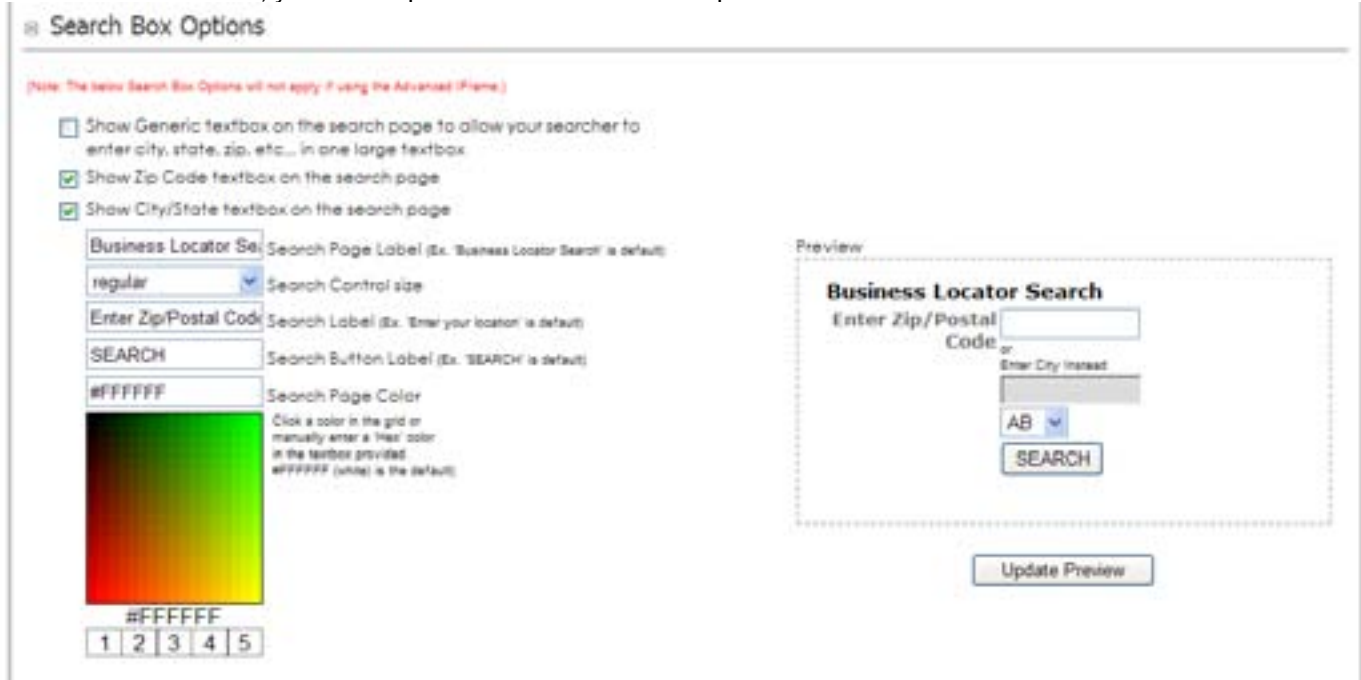 Search Box Options
(Note: The below Search Box Options will not apply if using the Advanced IFrame.)
Show Generic textbox on the search page to allow your searcher to
enter city, state, zip, etc... in one large textbox
Show Zip Code textbox on the search page
Show City/State textbox on the search page
Business Locator Se Search Page Label (Ex. 'Business Locator Search' is default)
regular Search Control size
Enter Zip/Postal Code Search Label (Ex. 'Enter your location' is default)
SEARCH Search Button Label (Ex. 'SEARCH' is default)
#FFFFFF Search Page Color
Click a color in the grid or
manually enter a 'Hex' color
in the textbox provided.
#FFFFFF (white) is the default)
#FFFFFF
1 2 3 4 5
Preview
Business Locator Search
Enter Zip/Postal
Code
or
Enter City Instead
AB
SEARCH
Update Preview